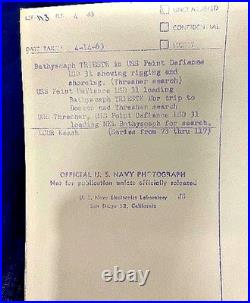 UNCLASSIFIED
CONFIDENTIAL
DATE TAKEN 4-14-63
Bathyscaph TRIESTE in USS Point Defiance
LSD 31 showing rigging and
shoreing. (Thresher search)
USS Point Defiance LSD 31 loading
Bathyscaph TRIESTE for trip to
Boston and Thresher search
USS Thresher, USS Point Defiance
LSD 31
loading NEL Bathyscaph for search.
LCDR Keach (Series from 73 thru 117)
OFFICIAL U. S. NAVY PHOTOGRAPH
Not for publication unless officially released
U. S. Navy Electronics Laboratory
San Diego 52, California